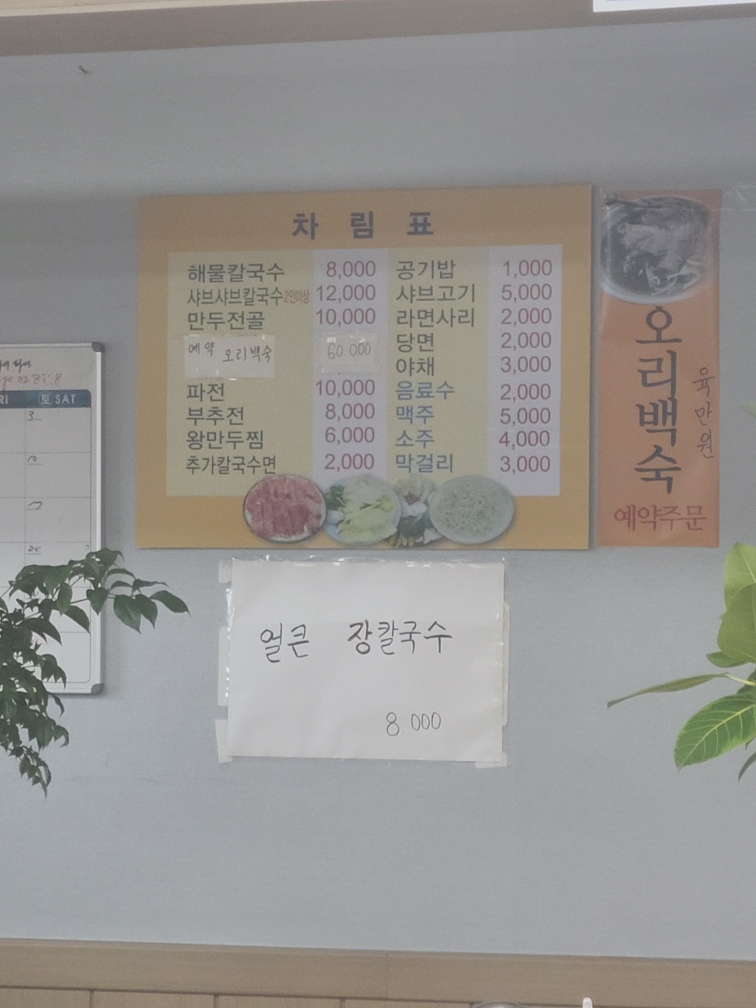 차 림 표
해물칼국수 8,000
샤브샤브칼국수 2인이상 12,000
만두전골 10,000
예약 오리백숙 60 000
파전 10,000
부추전 8,000
왕만두찜 6,000
추가칼국수면 2,000
공기밥 1,000
샤브고기 5,000
라면사리 2,000
당면 2,000
야채 3,000
음료수 2,000
맥주 5,000
소주 4,000
막걸리 3,000
오리백숙
육만원
예약주문
얼큰 장칼국수
8 000
RI 토 SAT